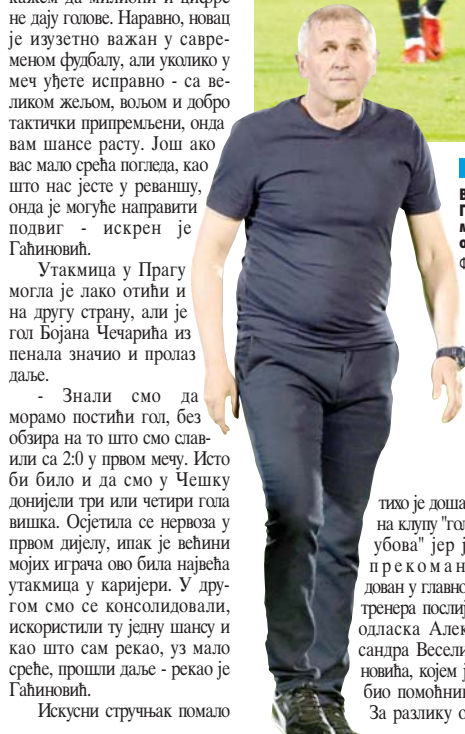 кажем да милиони и цифре
не дају голове. Наравно, новац
је изузетно важан у савре-
меном фудбалу, али уколико у
меч уђете исправно - са ве-
ликом жељом, вољом и добро
тактички припремљени, онда
вам шансе расту. Још ако
вас мало срећа погледа, као
што нас јесте у реваншу,
онда је могуће направити
подвиг - искрен је
Гаћиновић.
Утакмица у Прагу
могла је лако отићи и
на другу страну, али је
гол Бојана Чечарића из
пенала значио и пролаз
даље.
- Знали смо да
морамо постићи гол, без
обзира на то што смо слав-
или са 2:0 у првом мечу. Исто
би било и да смо у Чешку
донијели три или четири гола
вишка. Осјетила се нервоза у
првом дијелу, ипак је већини
мојих играча ово била највећа
утакмица у каријери. У дру-
гом смо се консолидовали,
искористили ту једну шансу и
као што сам рекао, уз мало
среће, прошли даље - рекао је
Гаћиновић.
Искусни стручњак помало
тихо је доша
на клупу "гол
убова" јер ј
прекоман
дован у главно
тренера послиј
одласка Алек
сандра Весели
новића, којем ј
био помоћни
За разлику о